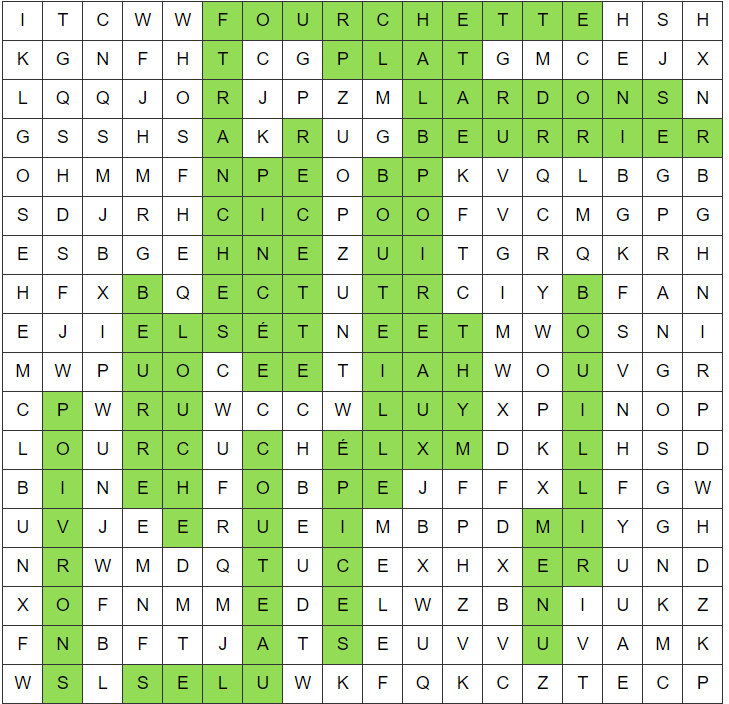 I T C W W F O U R C H E T T E H S H
K G N F H T C G P L A T G M C E J X
L Q Q J O R J P Z M L A R D O N S N
G S S H S A K R U G B E U R R I E R
O H M M F N P E O B P K V Q L B G B
S D J R H C I C P O O F V C M G P G
E S B G E H N E Z U I T G R Q K R H
H F X B Q E C T U T R C I Y B F A N
E J I E L S É T N E E T M W O S N I
M W P U O C E E T I A H W O U V G R
C P W R U W C C W L U Y X P I N O P
L O U R C U C H É L X M D K L H S D
B I N E H F O B P E J F F X L F G W
U V J E E R U E I M B P D M I Y G H
N R W M D Q T U C E X H X E R U N D
X O F N M M E D E L W Z B N I U K Z
F N B F T J A T S E U V V U V A M K
W S L S E L U W K F Q K C Z T E C P